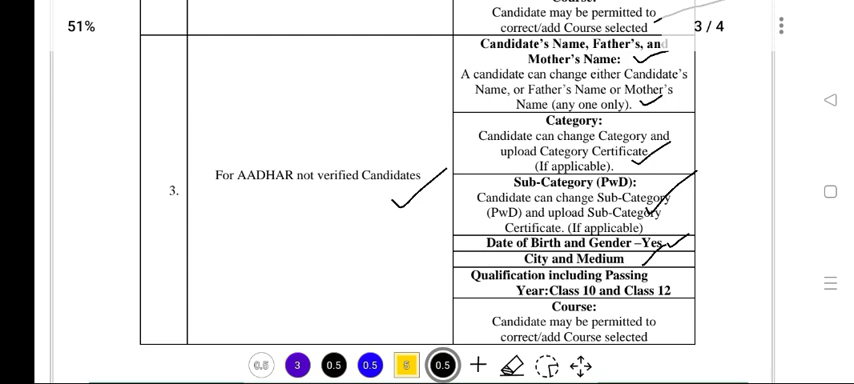 Course:
Candidate may be permitted to
correct/add Course selected
51%
3 / 4
Candidate's Name, Father's, and
Mother's Name:
A candidate can change either Candidate's
Name, or Father's Name or Mother's
Name (any one only).
Category:
Candidate can change Category and
upload Category Certificate
(If applicable).
3.
For AADHAR not verified Candidates
Sub-Category (PwD):
Candidate can change Sub-Category
(PwD) and upload Sub-Category
Certificate. (If applicable)
Date of Birth and Gender –Yes
City and Medium
Qualification including Passing
Year:Class 10 and Class 12
Course:
Candidate may be permitted to
correct/add Course selected
0.5 3 0.5 0.5 5 0.5